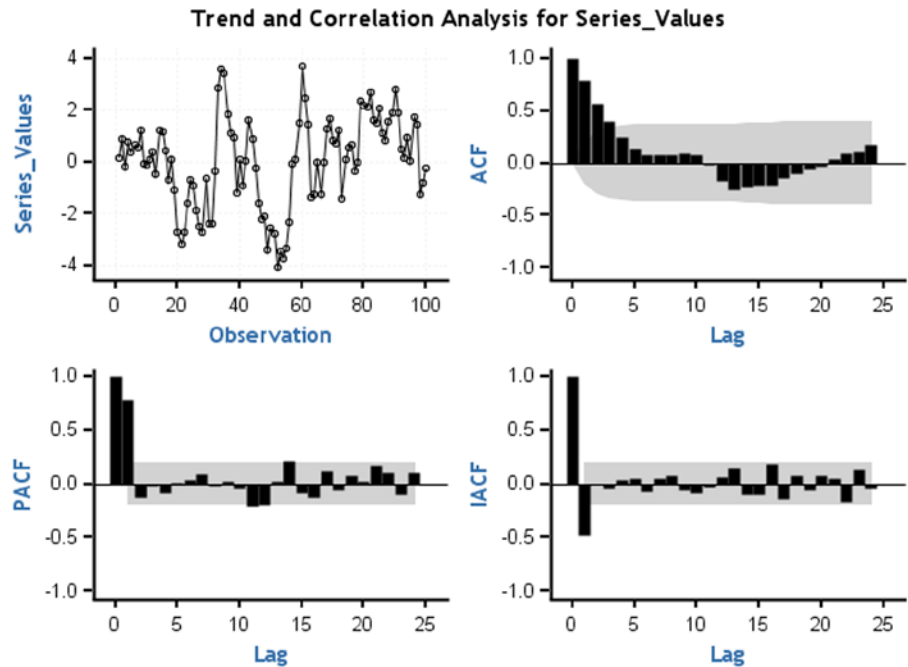 Trend and Correlation Analysis for Series_Values
Series_Values
4
2
0
-2
-4
0 20 40 60 80 100
Observation
ACF
1.0
0.5
0.0
-0.5
-1.0
0 5 10 15 20 25
Lag
PACF
1.0
0.5
0.0
-0.5
-1.0
0 5 10 15 20 25
Lag
IACF
1.0
0.5
0.0
-0.5
-1.0
0 5 10 15 20 25
Lag